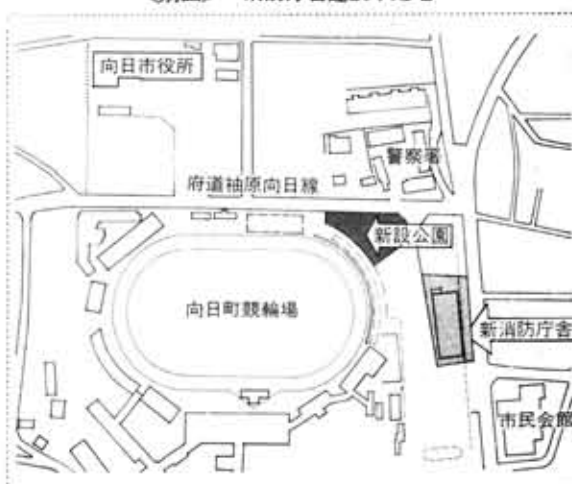 向日市役所
警察署
府道柚原向日線
新設公園
向日町競輪場
新消防庁舎
市民会館